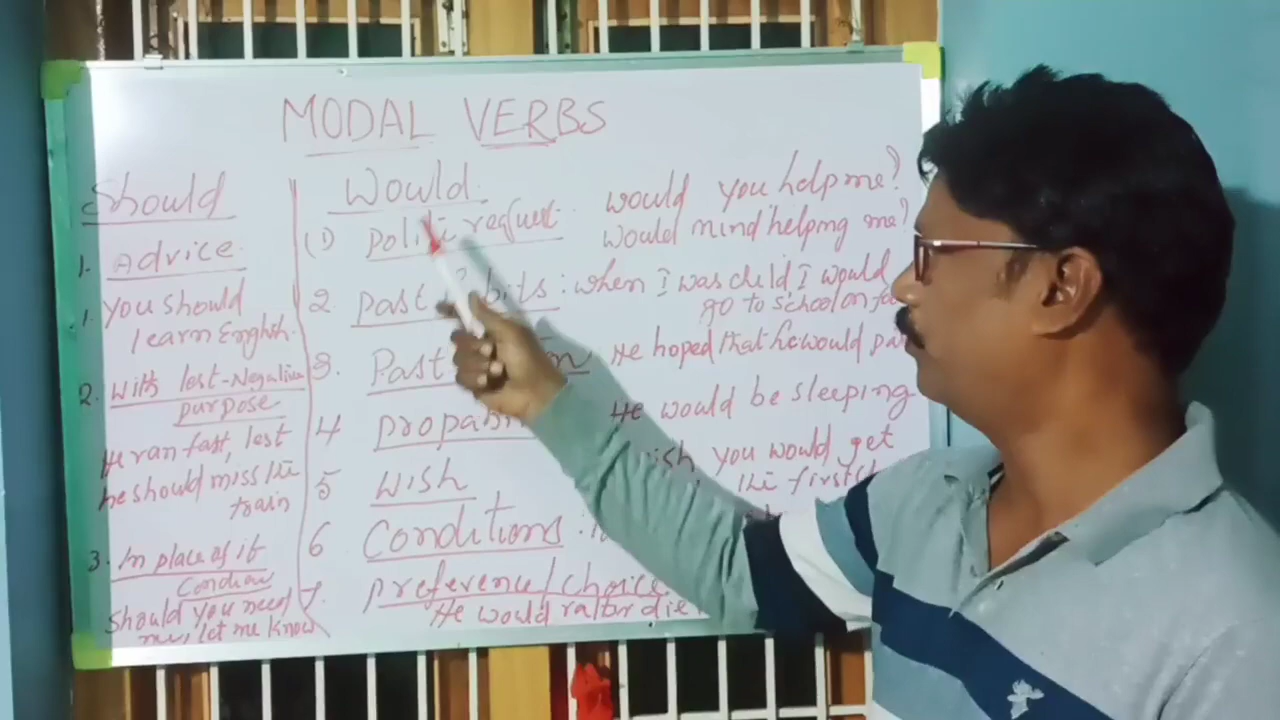 MODAL VERBS
Should
1. Advice
1. You should
learn English.
2. With lest-Negative
purpose
He ran fast, lest
he should miss the
train
3. In place of if
Should you need
me, let me know
Would
(1) request. would you help me?
would mind helping me?
2 Past : when I was child I would
go to school on
3. Past He hoped that he would
4 He would be sleeping
5 Wish you would get
the first
6 Conditions :
7. preference/choice
He would die